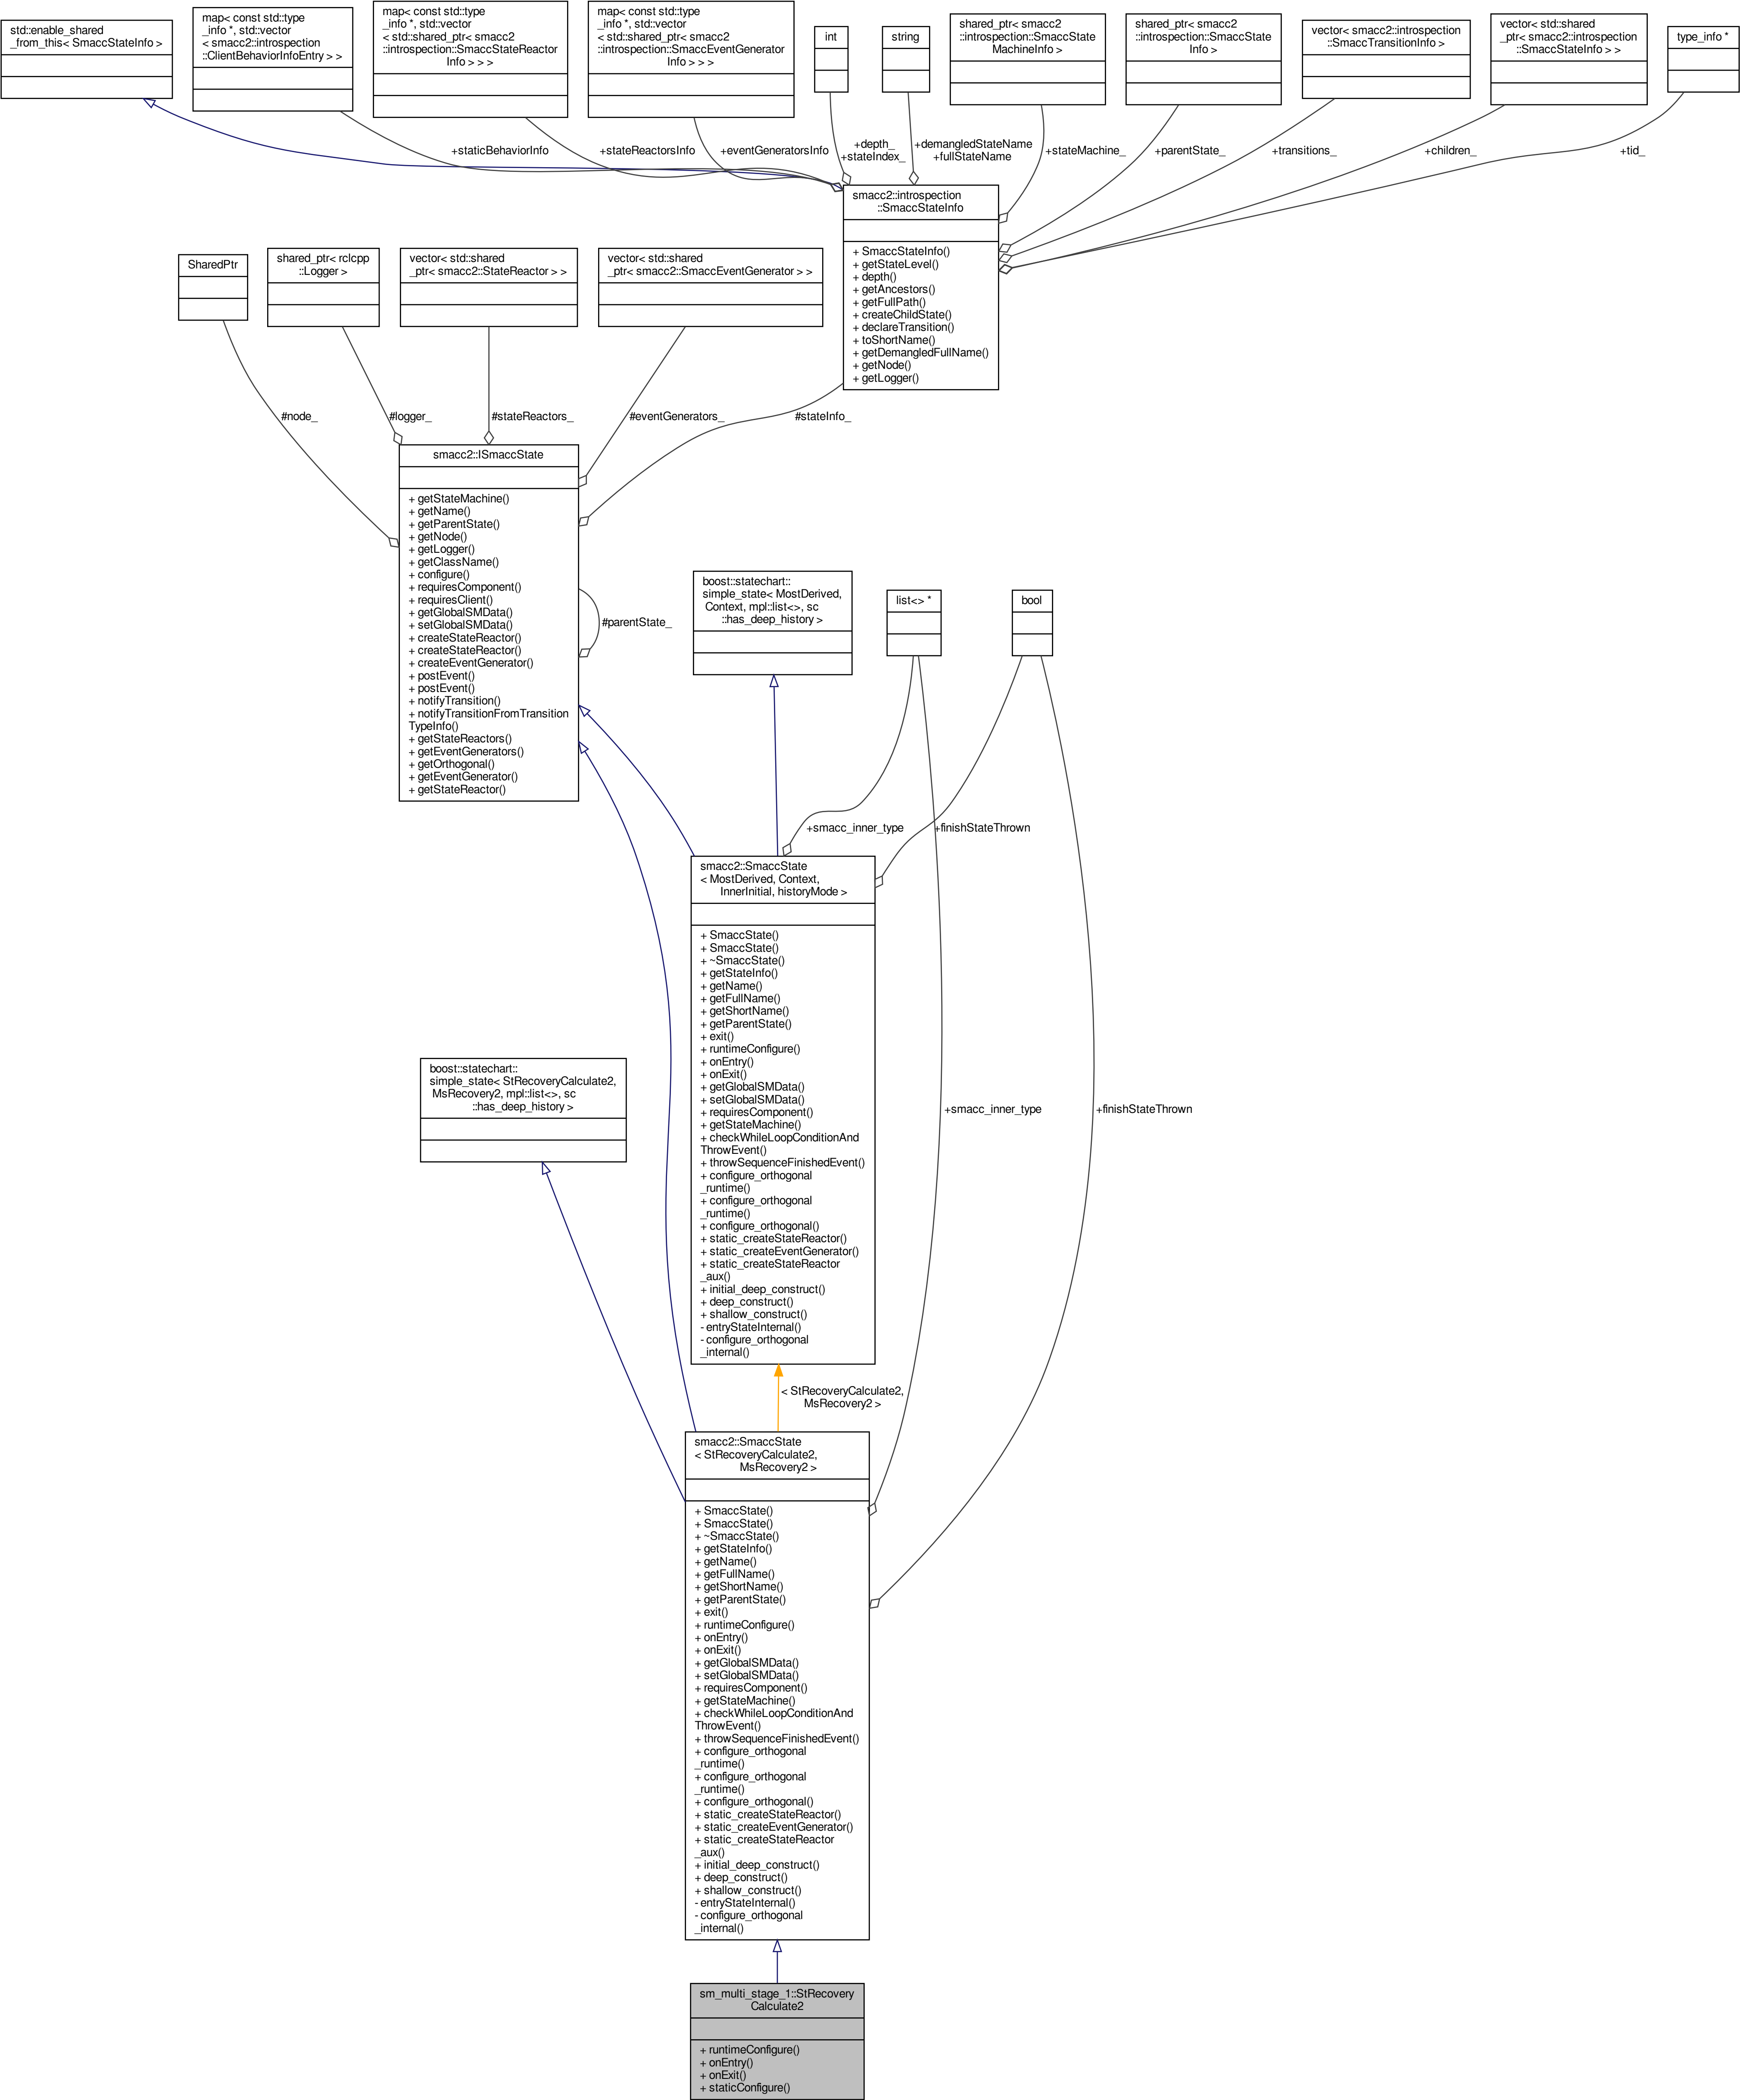 std::enable_shared
_from_this< SmaccStateInfo >
map< const std::type
_info *, std::vector
< smacc2::introspection
::ClientBehaviorInfoEntry > >
map< const std::type
_info *, std::vector
< std::shared_ptr< smacc2
::introspection::SmaccStateReactor
Info > > >
map< const std::type
_info *, std::vector
< std::shared_ptr< smacc2
::introspection::SmaccEventGenerator
Info > > >
int
string
shared_ptr< smacc2
::introspection::SmaccState
MachineInfo >
shared_ptr< smacc2
::introspection::SmaccState
Info >
vector< smacc2::introspection
::SmaccTransitionInfo >
vector< std::shared
_ptr< smacc2::introspection
::SmaccStateInfo > >
type_info *
+staticBehaviorInfo
+stateReactorsInfo
+eventGeneratorsInfo
+depth_
+stateIndex_
+demangledStateName
+fullStateName
+stateMachine_
+parentState_
+transitions_
+children_
+tid_
smacc2::introspection
::SmaccStateInfo
+ SmaccStateInfo()
+ getStateLevel()
+ depth()
+ getAncestors()
+ getFullPath()
+ createChildState()
+ declareTransition()
+ toShortName()
+ getDemangledFullName()
+ getNode()
+ getLogger()
SharedPtr
shared_ptr< rclcpp
::Logger >
vector< std::shared
_ptr< smacc2::StateReactor > >
vector< std::shared
_ptr< smacc2::SmaccEventGenerator > >
#node_
#logger_
#stateReactors_
#eventGenerators_
#stateInfo_
smacc2::ISmaccState
+ getStateMachine()
+ getName()
+ getParentState()
+ getNode()
+ getLogger()
+ getClassName()
+ configure()
+ requiresComponent()
+ requiresClient()
+ getGlobalSMData()
+ setGlobalSMData()
+ createStateReactor()
+ createStateReactor()
+ createEventGenerator()
+ postEvent()
+ postEvent()
+ notifyTransition()
+ notifyTransitionFromTransition
TypeInfo()
+ getStateReactors()
+ getEventGenerators()
+ getOrthogonal()
+ getEventGenerator()
+ getStateReactor()
#parentState_
boost::statechart::
simple_state< MostDerived,
Context, mpl::list<>, sc
::has_deep_history >
list<> *
bool
+smacc_inner_type
+finishStateThrown
smacc2::SmaccState
< MostDerived, Context,
InnerInitial, historyMode >
+ SmaccState()
+ SmaccState()
+ ~SmaccState()
+ getStateInfo()
+ getName()
+ getFullName()
+ getShortName()
+ getParentState()
+ exit()
+ runtimeConfigure()
+ onEntry()
+ onExit()
+ getGlobalSMData()
+ setGlobalSMData()
+ requiresComponent()
+ getStateMachine()
+ checkWhileLoopConditionAnd
ThrowEvent()
+ throwSequenceFinishedEvent()
+ configure_orthogonal
_runtime()
+ configure_orthogonal
_runtime()
+ configure_orthogonal()
+ static_createStateReactor()
+ static_createEventGenerator()
+ static_createStateReactor
_aux()
+ initial_deep_construct()
+ deep_construct()
+ shallow_construct()
- entryStateInternal()
- configure_orthogonal
_internal()
boost::statechart::
simple_state< StRecoveryCalculate2,
MsRecovery2, mpl::list<>, sc
::has_deep_history >
+smacc_inner_type
+finishStateThrown
< StRecoveryCalculate2,
MsRecovery2 >
smacc2::SmaccState
< StRecoveryCalculate2,
MsRecovery2 >
+ SmaccState()
+ SmaccState()
+ ~SmaccState()
+ getStateInfo()
+ getName()
+ getFullName()
+ getShortName()
+ getParentState()
+ exit()
+ runtimeConfigure()
+ onEntry()
+ onExit()
+ getGlobalSMData()
+ setGlobalSMData()
+ requiresComponent()
+ getStateMachine()
+ checkWhileLoopConditionAnd
ThrowEvent()
+ throwSequenceFinishedEvent()
+ configure_orthogonal
_runtime()
+ configure_orthogonal
_runtime()
+ configure_orthogonal()
+ static_createStateReactor()
+ static_createEventGenerator()
+ static_createStateReactor
_aux()
+ initial_deep_construct()
+ deep_construct()
+ shallow_construct()
- entryStateInternal()
- configure_orthogonal
_internal()
sm_multi_stage_1::StRecovery
Calculate2
+ runtimeConfigure()
+ onEntry()
+ onExit()
+ staticConfigure()